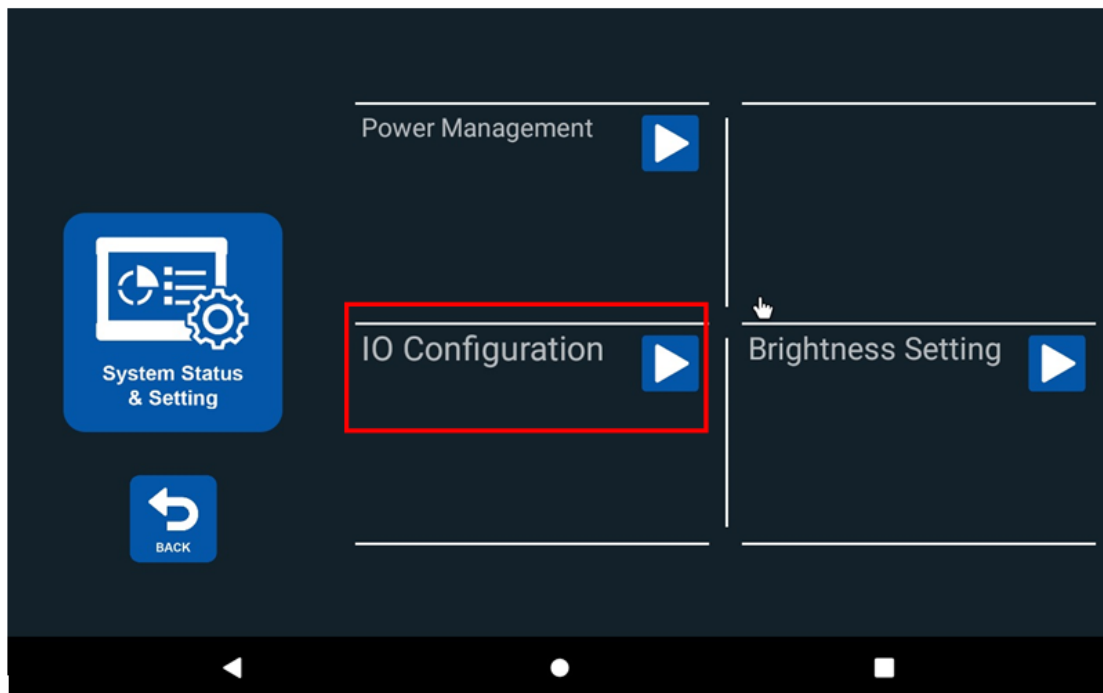 Power Management
IO Configuration
Brightness Setting
System Status
& Setting
BACK